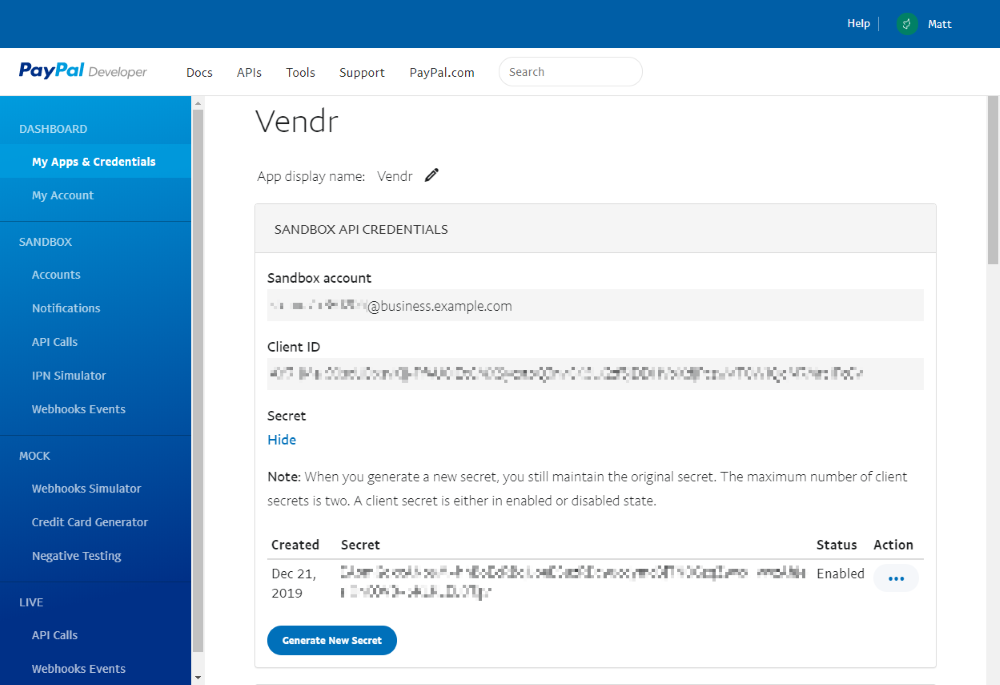 Help
Matt
PayPal Developer
Docs APIs Tools Support PayPal.com Search
DASHBOARD
My Apps & Credentials
My Account
SANDBOX
Accounts
Notifications
API Calls
IPN Simulator
Webhooks Events
MOCK
Webhooks Simulator
Credit Card Generator
Negative Testing
LIVE
API Calls
Webhooks Events
Vendr
App display name: Vendr
SANDBOX API CREDENTIALS
Sandbox account
@business.example.com
Client ID
Secret
Hide
Note: When you generate a new secret, you still maintain the original secret. The maximum number of client
secrets is two. A client secret is either in enabled or disabled state.
Created Secret Status Action
Dec 21, Enabled
2019
Generate New Secret